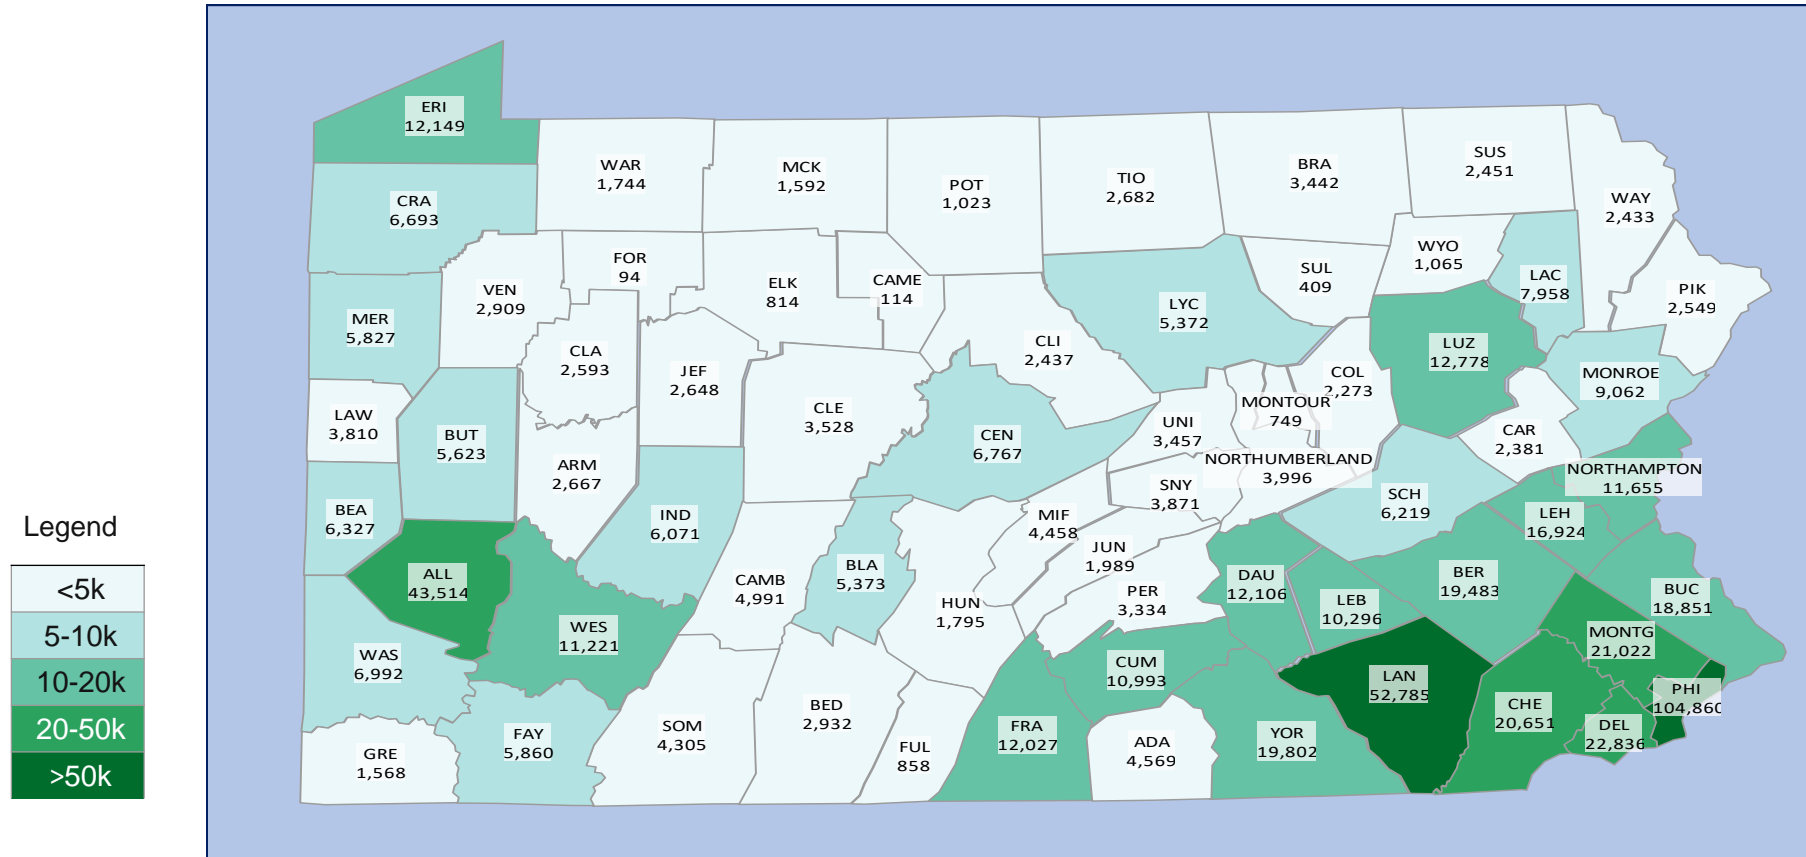 ERI
12,149
WAR
1,744
MCK
1,592
POT
1,023
TIO
2,682
BRA
3,442
SUS
2,451
WAY
2,433
CRA
6,693
FOR
94
VEN
2,909
ELK
814
CAME
114
LYC
5,372
SUL
409
WYO
1,065
LAC
7,958
PIK
2,549
MER
5,827
CLA
2,593
JEF
2,648
CLI
2,437
LUZ
12,778
MONROE
9,062
LAW
3,810
BUT
5,623
CLE
3,528
CEN
6,767
UNI
3,457
MONTOUR
749
COL
2,273
CAR
2,381
ARM
2,667
NORTHUMBERLAND
3,996
NORTHAMPTON
11,655
BEA
6,327
IND
6,071
MIF
4,458
SNY
3,871
SCH
6,219
LEH
16,924
ALL
43,514
CAMB
4,991
BLA
5,373
HUN
1,795
JUN
1,989
PER
3,334
DAU
12,106
LEB
10,296
BER
19,483
BUC
18,851
WAS
6,992
WES
11,221
CUM
10,993
LAN
52,785
MONTG
21,022
PHI
104,860
GRE
1,568
FAY
5,860
SOM
4,305
BED
2,932
FUL
858
FRA
12,027
ADA
4,569
YOR
19,802
CHE
20,651
DEL
22,836
Legend
<5k
5-10k
10-20k
20-50k
>50k